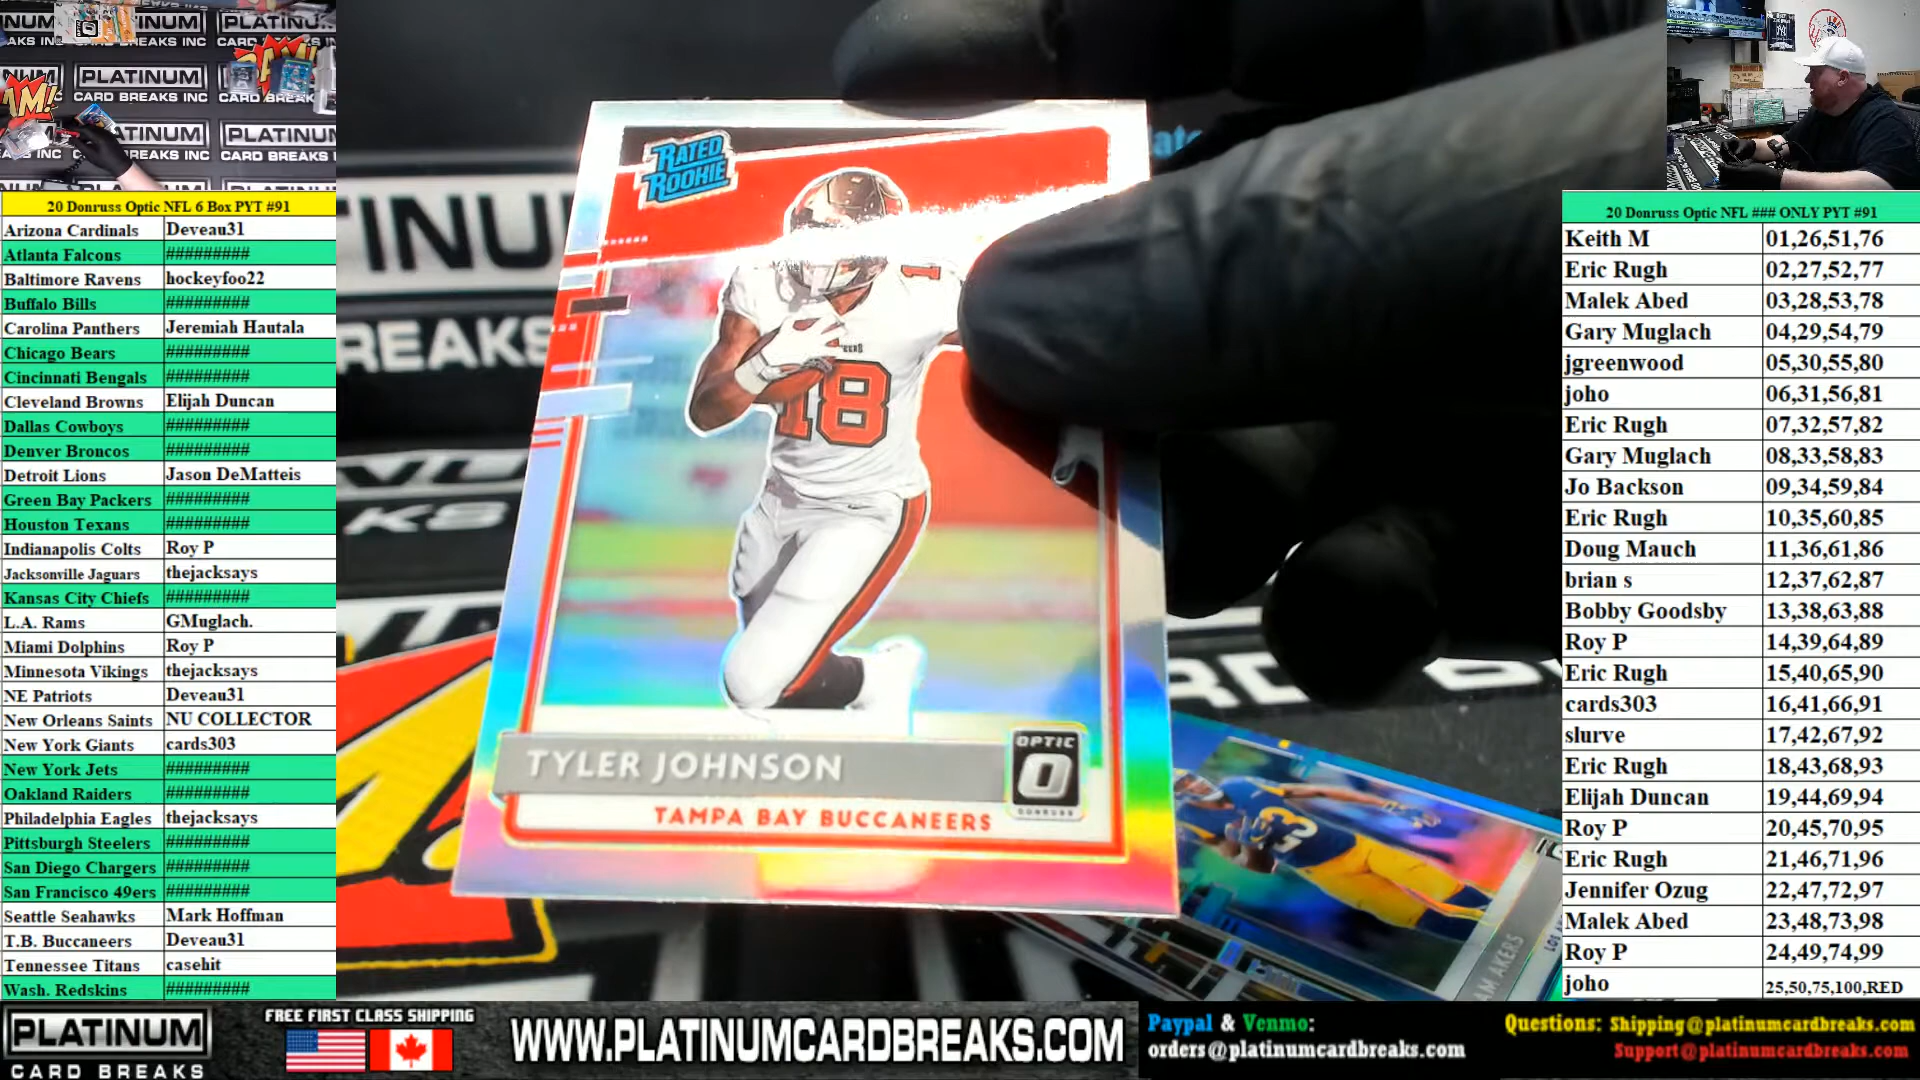 PLATINUM
CARD BREAKS INC
20 Donruss Optic NFL 6 Box PYT #91
Arizona Cardinals Deveau31
Atlanta Falcons #########
Baltimore Ravens hockeyfoo22
Buffalo Bills #########
Carolina Panthers Jeremiah Hautala
Chicago Bears #########
Cincinnati Bengals #########
Cleveland Browns Elijah Duncan
Dallas Cowboys #########
Denver Broncos #########
Detroit Lions Jason DeMatteis
Green Bay Packers #########
Houston Texans #########
Indianapolis Colts Roy P
Jacksonville Jaguars thejacksays
Kansas City Chiefs #########
L.A. Rams GMuglach.
Miami Dolphins Roy P
Minnesota Vikings thejacksays
NE Patriots Deveau31
New Orleans Saints NU COLLECTOR
New York Giants cards303
New York Jets #########
Oakland Raiders #########
Philadelphia Eagles thejacksays
Pittsburgh Steelers #########
San Diego Chargers #########
San Francisco 49ers #########
Seattle Seahawks Mark Hoffman
T.B. Buccaneers Deveau31
Tennessee Titans casehit
Wash. Redskins #########
RATED
ROOKIE
18
TYLER JOHNSON
OPTIC
DONRUSS
TAMPA BAY BUCCANEERS
AM AKERS
20 Donruss Optic NFL ### ONLY PYT #91
Keith M 01,26,51,76
Eric Rugh 02,27,52,77
Malek Abed 03,28,53,78
Gary Muglach 04,29,54,79
jgreenwood 05,30,55,80
joho 06,31,56,81
Eric Rugh 07,32,57,82
Gary Muglach 08,33,58,83
Jo Backson 09,34,59,84
Eric Rugh 10,35,60,85
Doug Mauch 11,36,61,86
brian s 12,37,62,87
Bobby Goodsby 13,38,63,88
Roy P 14,39,64,89
Eric Rugh 15,40,65,90
cards303 16,41,66,91
slurve 17,42,67,92
Eric Rugh 18,43,68,93
Elijah Duncan 19,44,69,94
Roy P 20,45,70,95
Eric Rugh 21,46,71,96
Jennifer Ozug 22,47,72,97
Malek Abed 23,48,73,98
Roy P 24,49,74,99
joho 25,50,75,100,RED
PLATINUM
CARD BREAKS
FREE FIRST CLASS SHIPPING
WWW.PLATINUMCARDBREAKS.COM
Paypal & Venmo:
orders@platinumcardbreaks.com
Questions: Shipping@platinumcardbreaks.com
Support@platinumcardbreaks.com